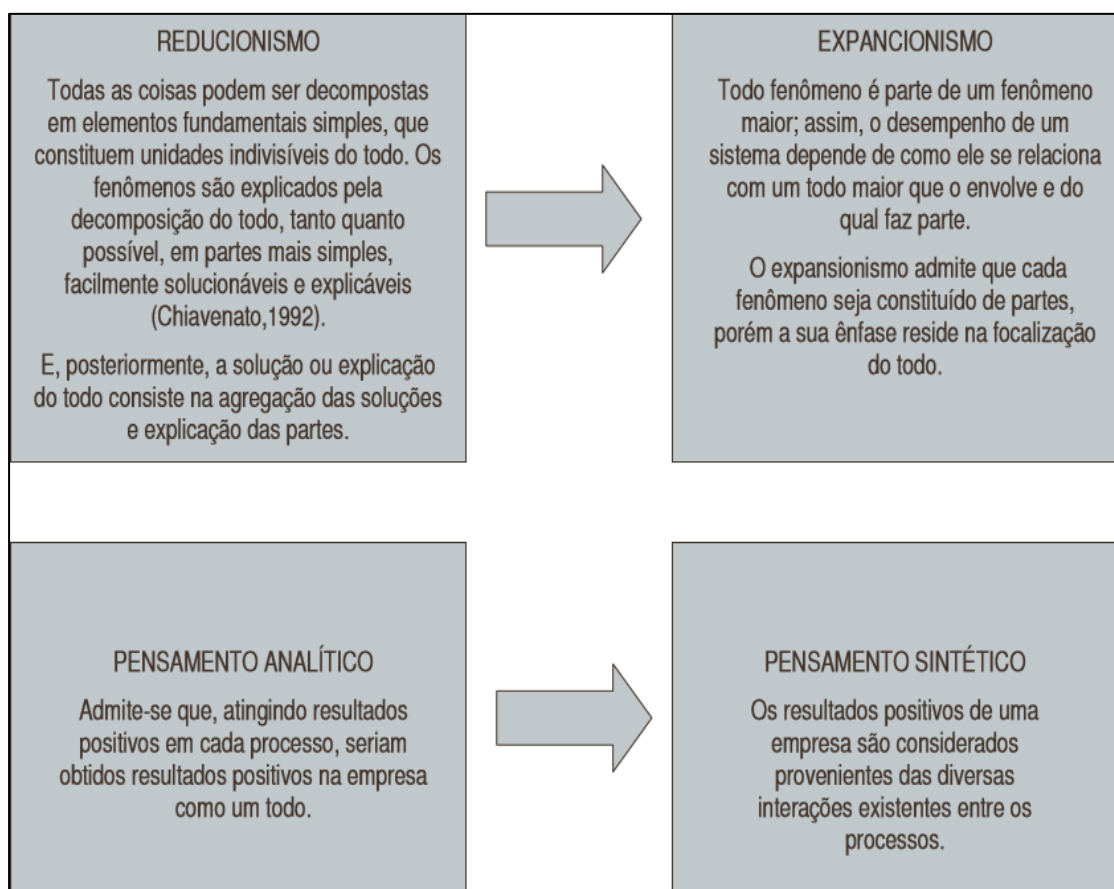 REDUCIONISMO
Todas as coisas podem ser decompostas
em elementos fundamentais simples, que
constituem unidades indivisíveis do todo. Os
fenômenos são explicados pela
decomposição do todo, tanto quanto
possível, em partes mais simples,
facilmente solucionáveis e explicáveis
(Chiavenato,1992).
E, posteriormente, a solução ou explicação
do todo consiste na agregação das soluções
e explicação das partes.
EXPANCIONISMO
Todo fenômeno é parte de um fenômeno
maior; assim, o desempenho de um
sistema depende de como ele se relaciona
com um todo maior que o envolve e do
qual faz parte.
O expansionismo admite que cada
fenômeno seja constituído de partes,
porém a sua ênfase reside na focalização
do todo.
PENSAMENTO ANALÍTICO
Admite-se que, atingindo resultados
positivos em cada processo, seriam
obtidos resultados positivos na empresa
como um todo.
PENSAMENTO SINTÉTICO
Os resultados positivos de uma
empresa são considerados
provenientes das diversas
interações existentes entre os
processos.